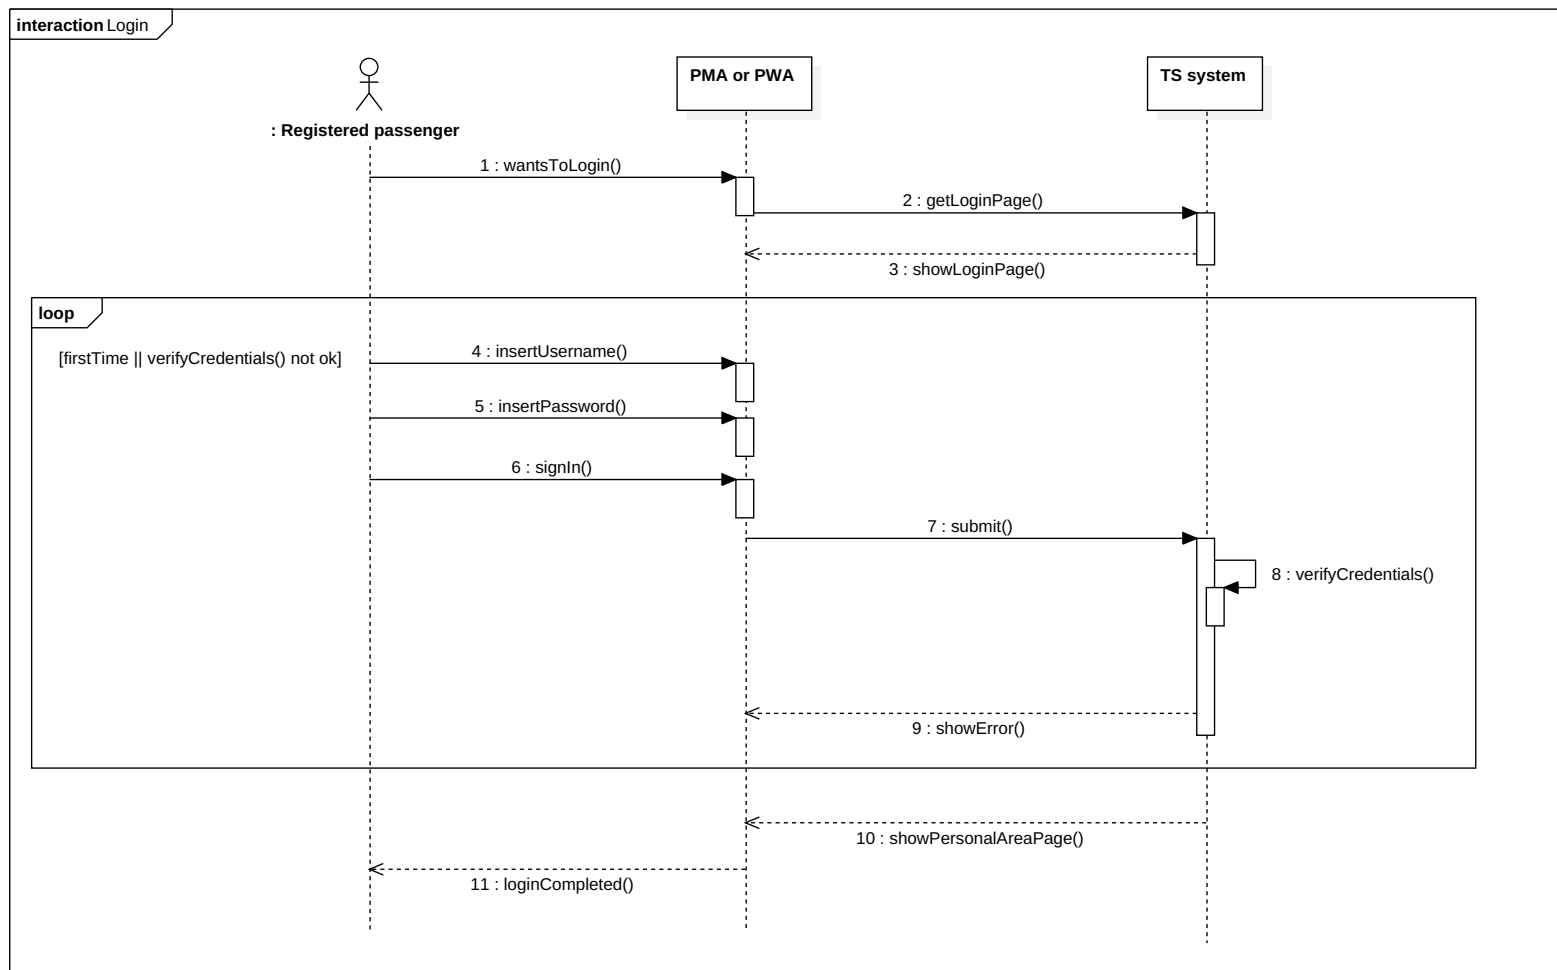 interaction Login
PMA or PWA
TS system
: Registered passenger
1 : wantsToLogin()
2 : getLoginPage()
3 : showLoginPage()
loop
[firstTime || verifyCredentials() not ok]
4 : insertUsername()
5 : insertPassword()
6 : signIn()
7 : submit()
8 : verifyCredentials()
9 : showError()
10 : showPersonalAreaPage()
11 : loginCompleted()